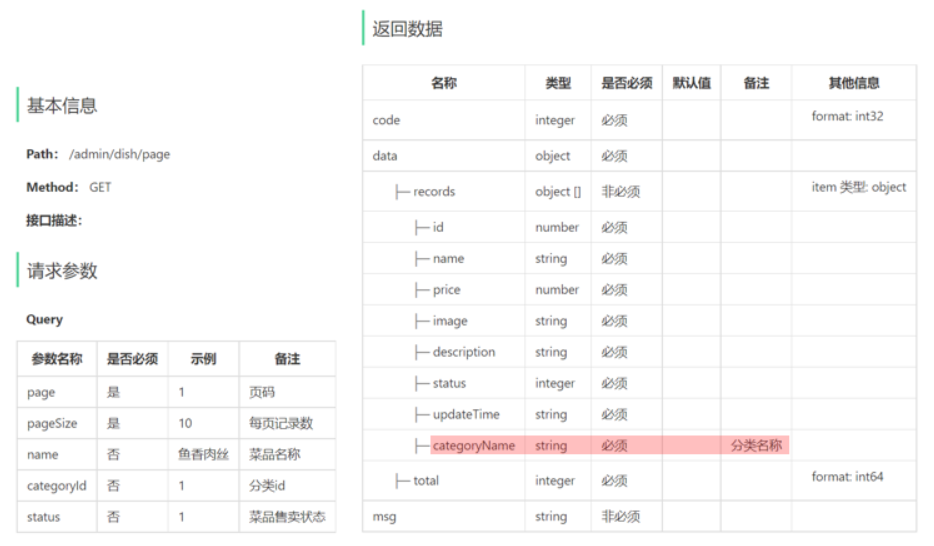 基本信息
Path: /admin/dish/page
Method: GET
接口描述:
请求参数
Query
参数名称 是否必须 示例 备注
page 是 1 页码
pageSize 是 10 每页记录数
name 否 鱼香肉丝 菜品名称
categoryId 否 1 分类id
status 否 1 菜品售卖状态
返回数据
名称 类型 是否必须 默认值 备注 其他信息
code integer 必须 format: int32
data object 必须
├─ records object [] 非必须 item 类型: object
├─ id number 必须
├─ name string 必须
├─ price number 必须
├─ image string 必须
├─ description string 必须
├─ status integer 必须
├─ updateTime string 必须
├─ categoryName string 必须 分类名称
├─ total integer 必须 format: int64
msg string 非必须